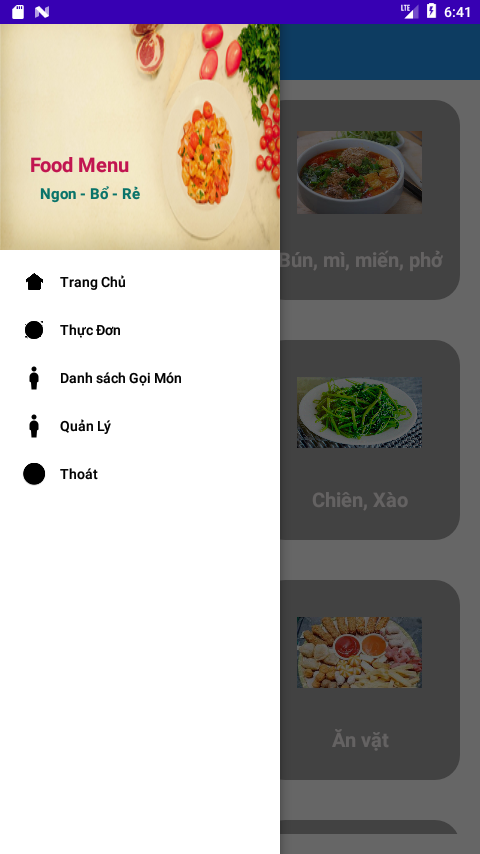 LTE 6:41
Food Menu
Ngon - Bổ - Rẻ
Trang Chủ
Thực Đơn
Danh sách Gọi Món
Quản Lý
Thoát
Bún, mì, miến, phở
Chiên, Xào
Ăn vặt